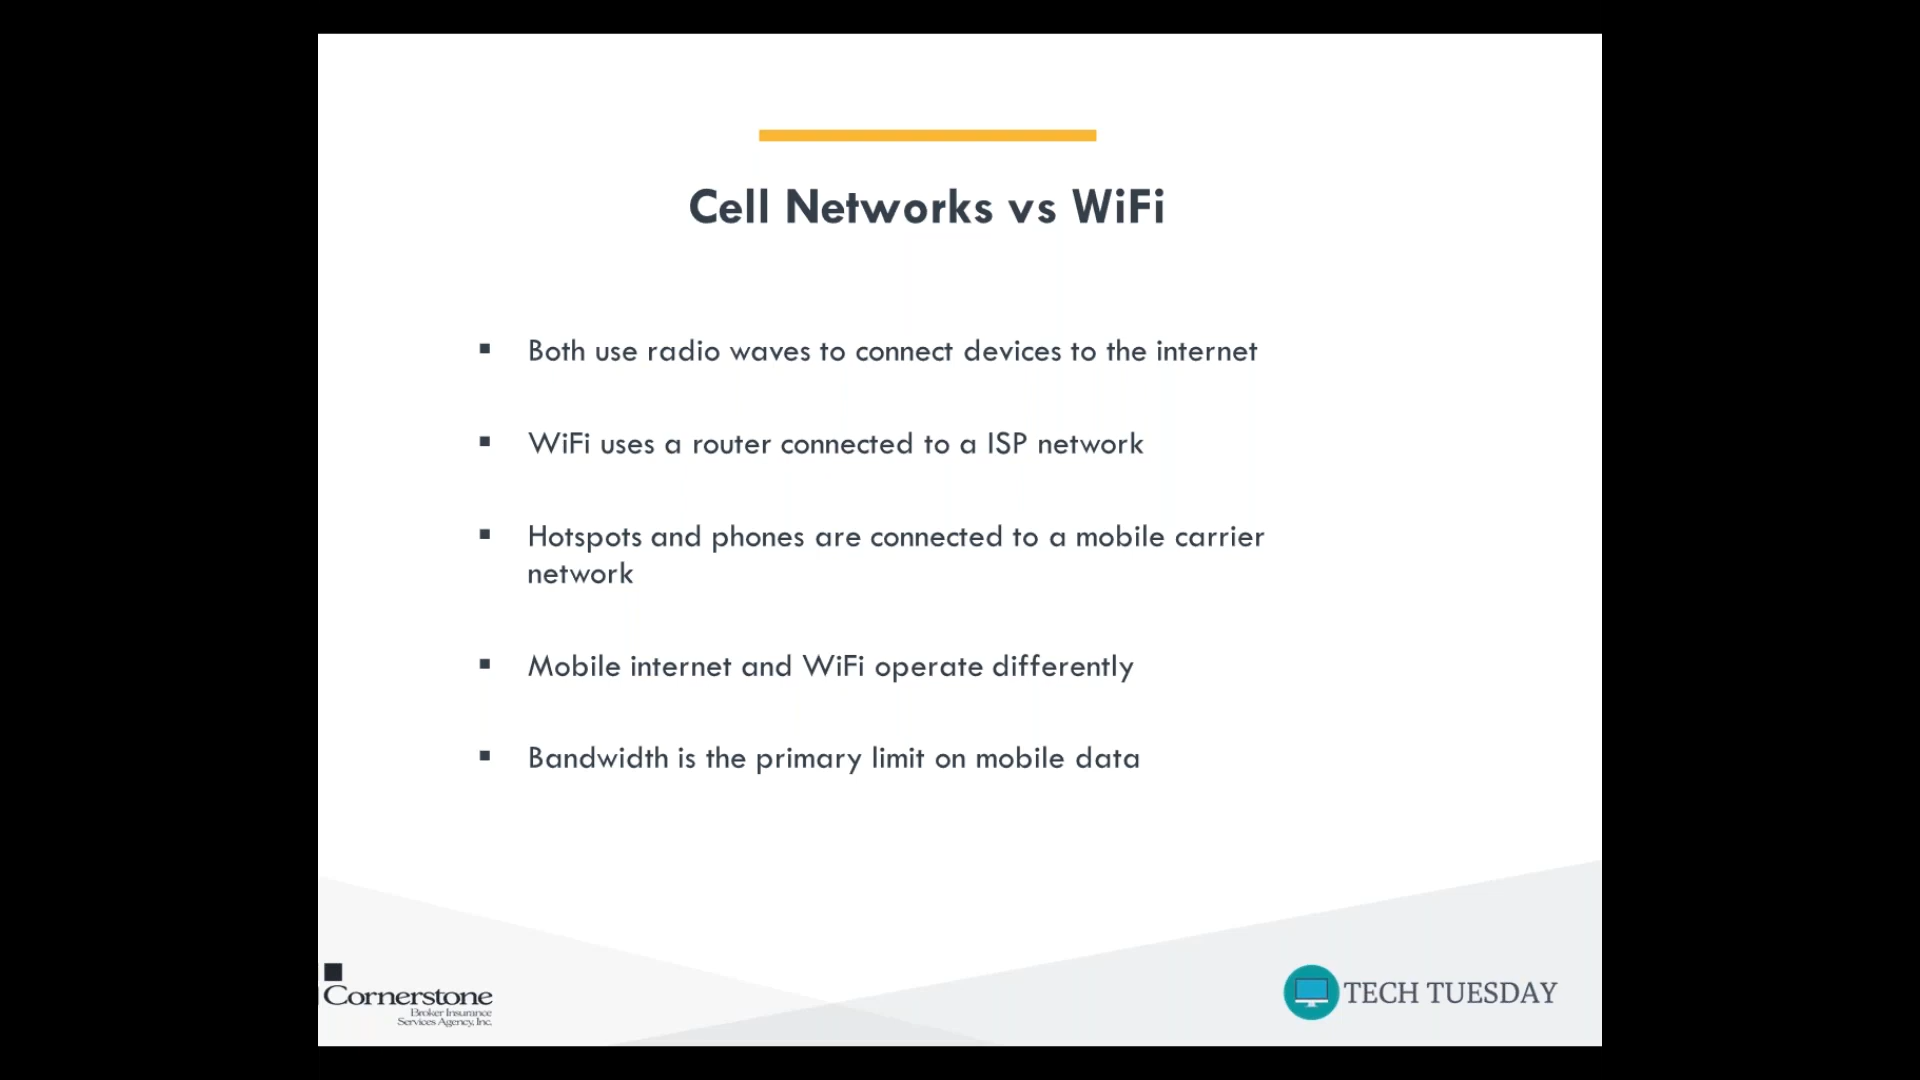 Cell Networks vs WiFi
▪ Both use radio waves to connect devices to the internet
▪ WiFi uses a router connected to a ISP network
▪ Hotspots and phones are connected to a mobile carrier
network
▪ Mobile internet and WiFi operate differently
▪ Bandwidth is the primary limit on mobile data
Cornerstone
Broker Insurance
Services Agency, Inc.
TECH TUESDAY